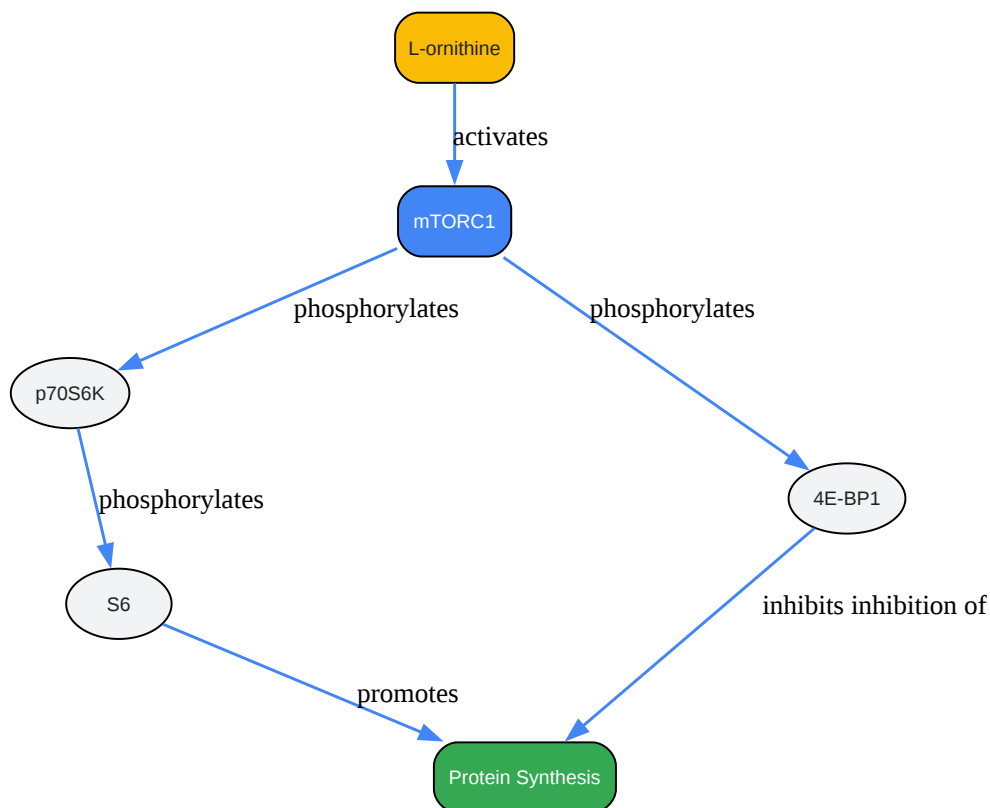 L-ornithine
activates
mTORC1
phosphorylates
phosphorylates
p70S6K
4E-BP1
phosphorylates
S6
inhibits inhibition of
promotes
Protein Synthesis